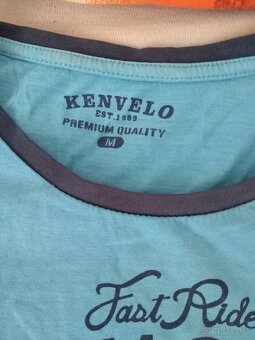 KENVELO
EST.1989
PREMIUM QUALITY
M
Fast Ride